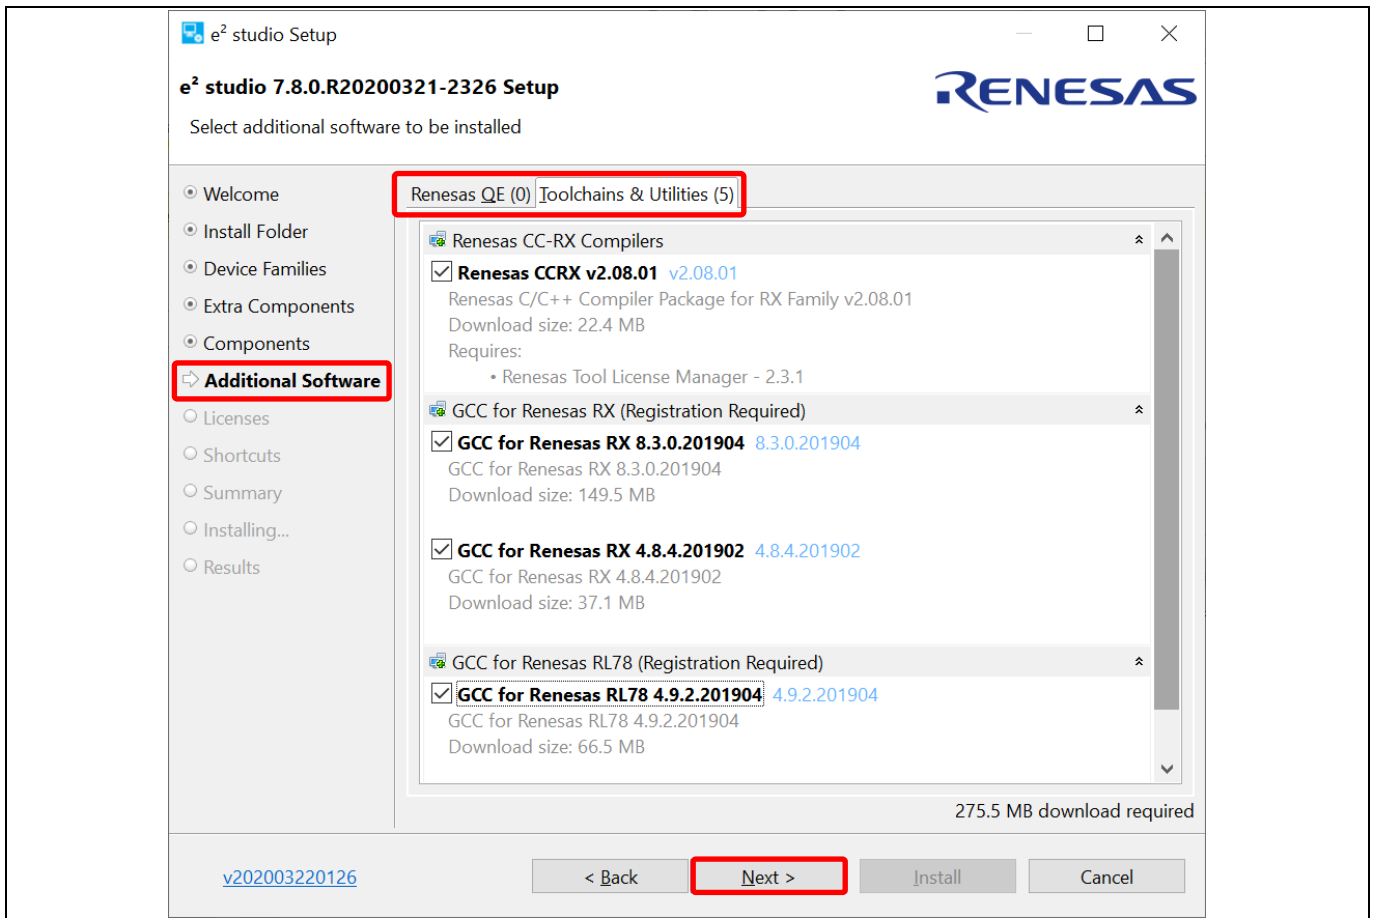 e² studio Setup
e² studio 7.8.0.R20200321-2326 Setup
RENESAS
Select additional software to be installed
Welcome
Install Folder
Device Families
Extra Components
Components
Additional Software
Licenses
Shortcuts
Summary
Installing...
Results
Renesas QE (0) Toolchains & Utilities (5)
Renesas CC-RX Compilers
Renesas CCRX v2.08.01 v2.08.01
Renesas C/C++ Compiler Package for RX Family v2.08.01
Download size: 22.4 MB
Requires:
• Renesas Tool License Manager - 2.3.1
GCC for Renesas RX (Registration Required)
GCC for Renesas RX 8.3.0.201904 8.3.0.201904
GCC for Renesas RX 8.3.0.201904
Download size: 149.5 MB
GCC for Renesas RX 4.8.4.201902 4.8.4.201902
GCC for Renesas RX 4.8.4.201902
Download size: 37.1 MB
GCC for Renesas RL78 (Registration Required)
GCC for Renesas RL78 4.9.2.201904 4.9.2.201904
GCC for Renesas RL78 4.9.2.201904
Download size: 66.5 MB
275.5 MB download required
v202003220126
< Back
Next >
Install
Cancel